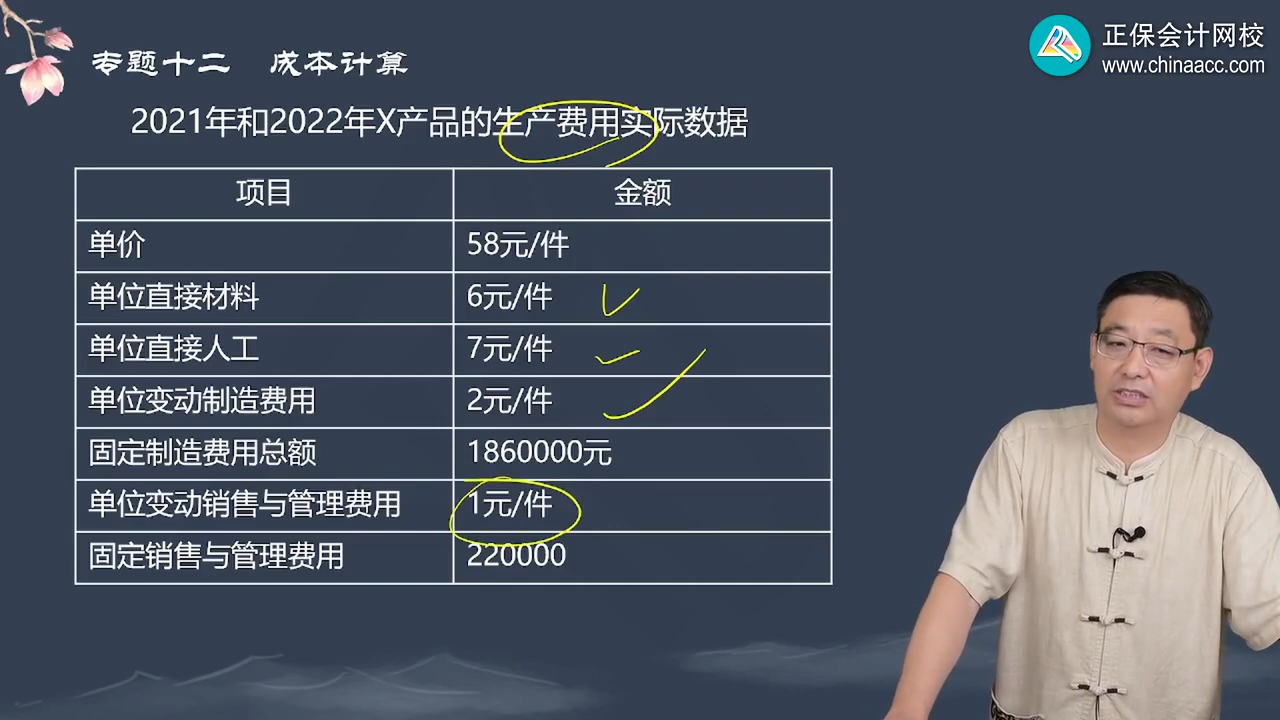 专题十二 成本计算
正保会计网校
www.chinaacc.com
2021年和2022年X产品的生产费用实际数据
项目 金额
单价 58元/件
单位直接材料 6元/件
单位直接人工 7元/件
单位变动制造费用 2元/件
固定制造费用总额 1860000元
单位变动销售与管理费用 1元/件
固定销售与管理费用 220000